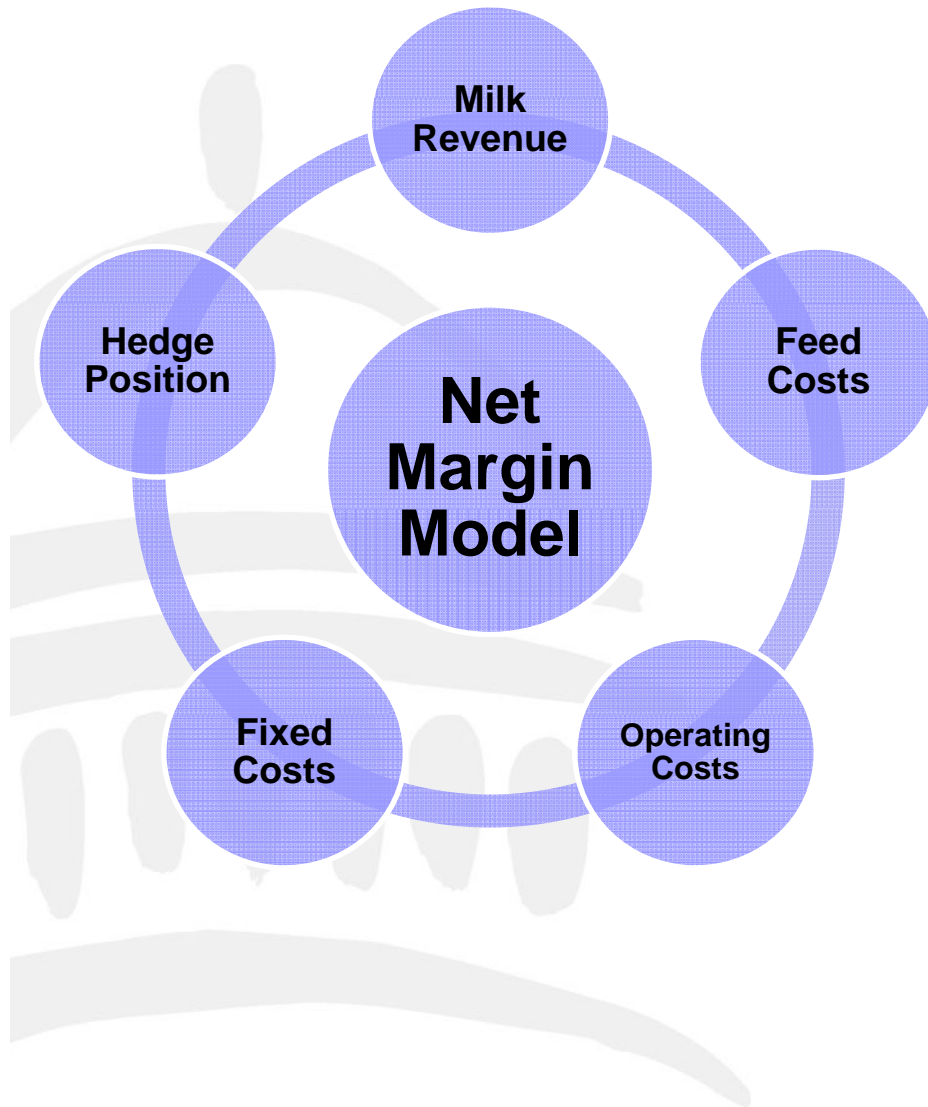 Milk
Revenue
Hedge
Position
Feed
Costs
Net
Margin
Model
Fixed
Costs
Operating
Costs